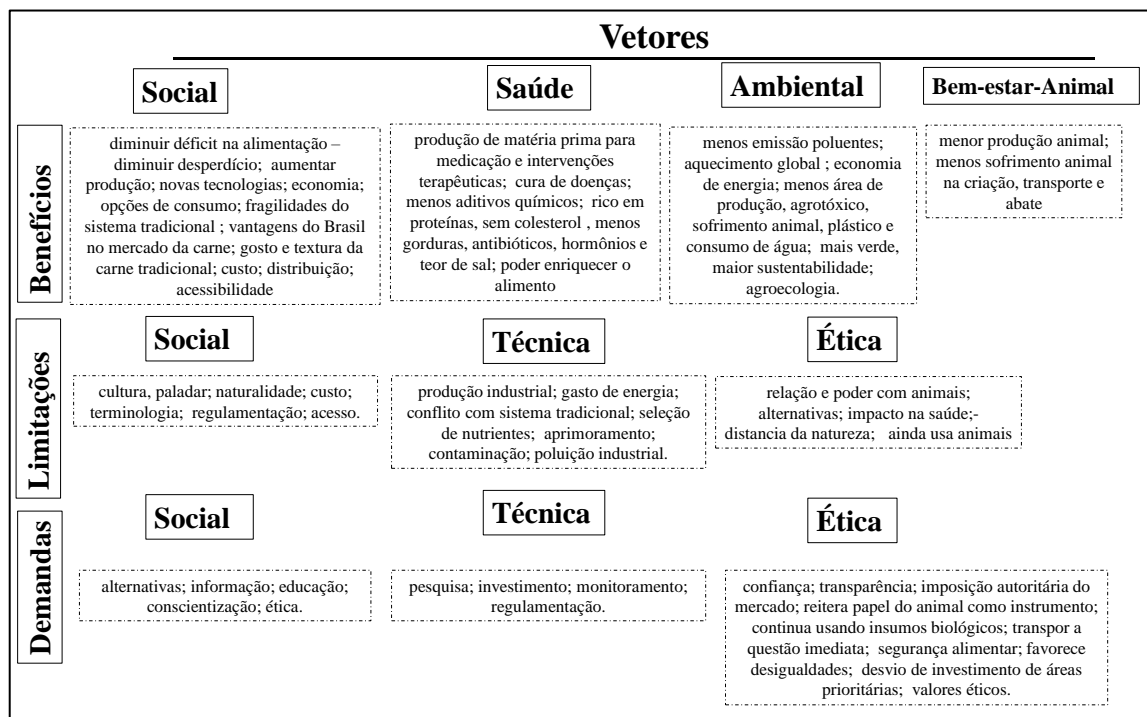 Vetores
Social
Saúde
Ambiental
Bem-estar-Animal
Benefícios
diminuir déficit na alimentação –
diminuir desperdício; aumentar
produção; novas tecnologias; economia;
opções de consumo; fragilidades do
sistema tradicional ; vantagens do Brasil
no mercado da carne; gosto e textura da
carne tradicional; custo; distribuição;
acessibilidade
produção de matéria prima para
medicação e intervenções
terapêuticas; cura de doenças;
menos aditivos químicos; rico em
proteínas, sem colesterol , menos
gorduras, antibióticos, hormônios e
teor de sal; poder enriquecer o
alimento
menos emissão poluentes;
aquecimento global ; economia
de energia; menos área de
produção, agrotóxico,
sofrimento animal, plástico e
consumo de água; mais verde,
maior sustentabilidade;
agroecologia.
menor produção animal;
menos sofrimento animal
na criação, transporte e
abate
Limitações
Social
Técnica
Ética
cultura, paladar; naturalidade; custo;
terminologia; regulamentação; acesso.
produção industrial; gasto de energia;
conflito com sistema tradicional; seleção
de nutrientes; aprimoramento;
contaminação; poluição industrial.
relação e poder com animais;
alternativas; impacto na saúde;-
distancia da natureza; ainda usa animais
Demandas
Social
Técnica
Ética
alternativas; informação; educação;
conscientização; ética.
pesquisa; investimento; monitoramento;
regulamentação.
confiança; transparência; imposição autoritária do
mercado; reitera papel do animal como instrumento;
continua usando insumos biológicos; transpor a
questão imediata; segurança alimentar; favorece
desigualdades; desvio de investimento de áreas
prioritárias; valores éticos.